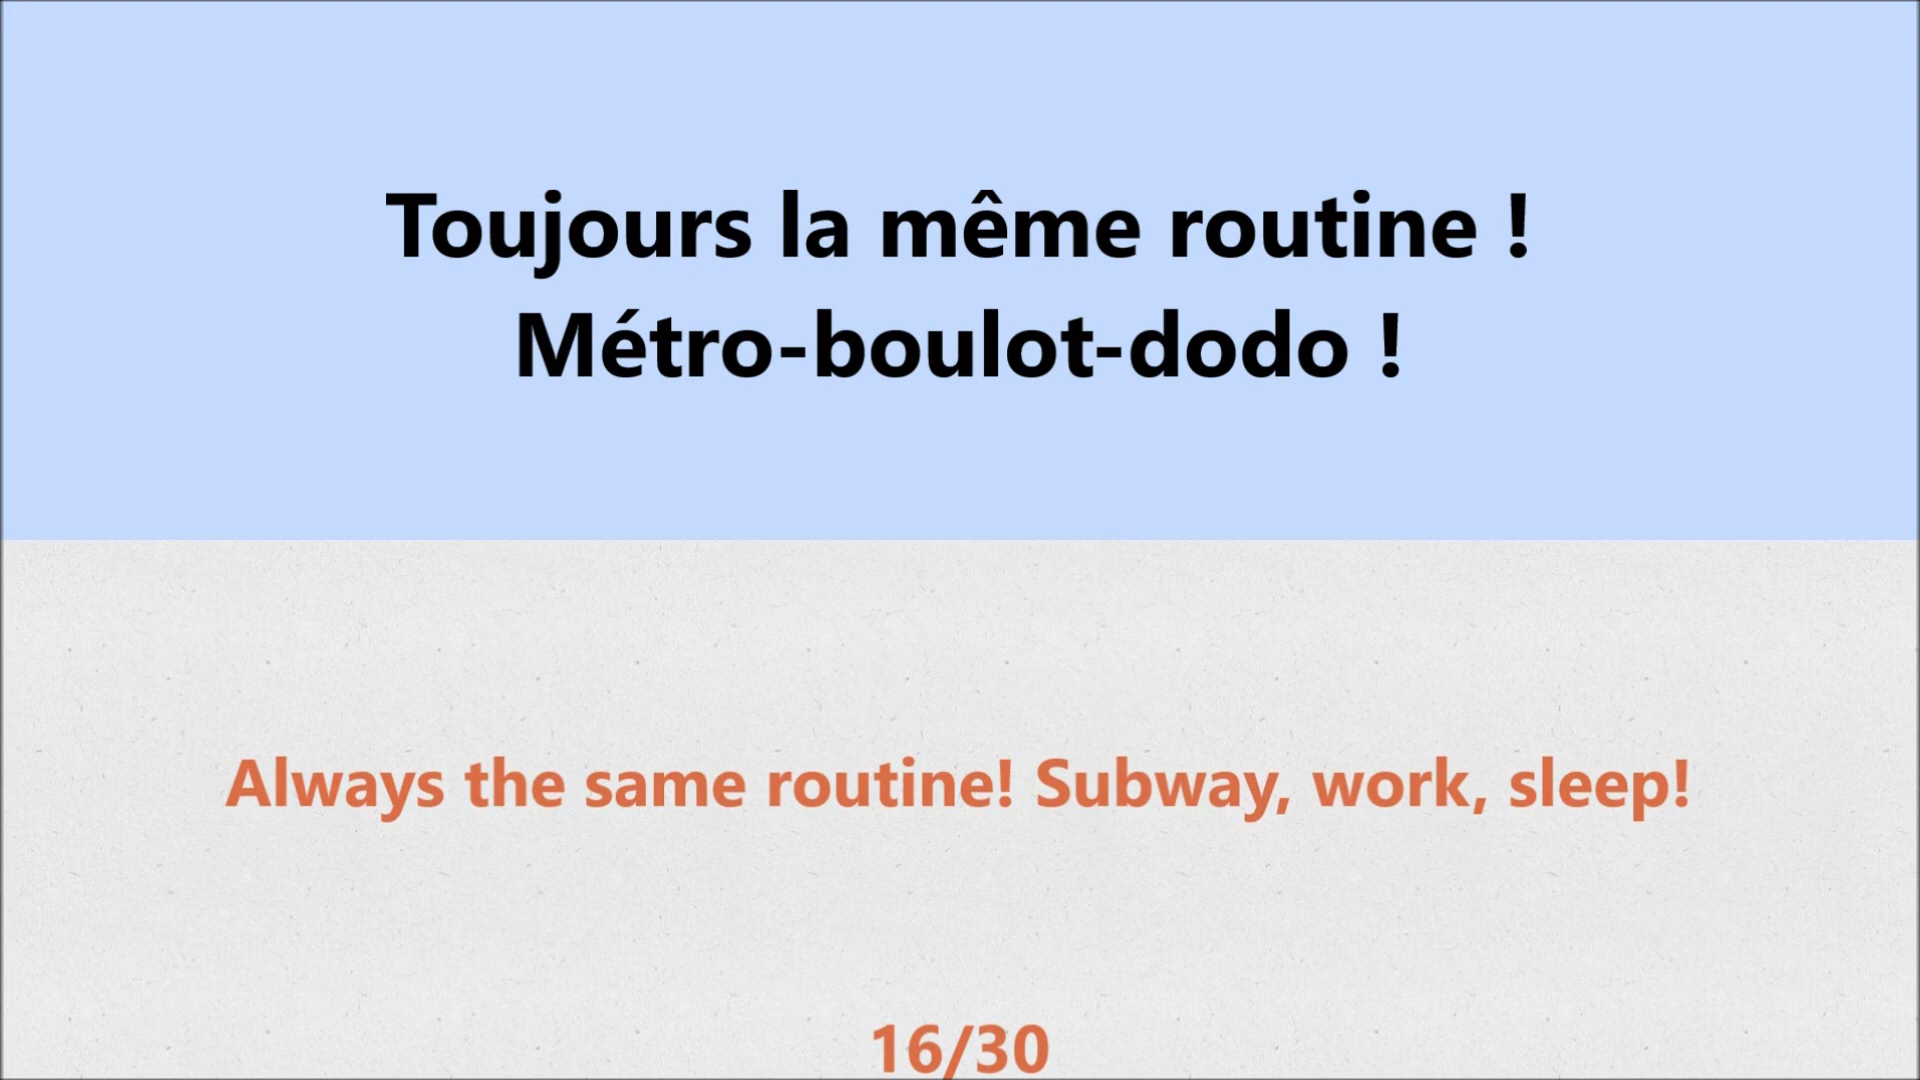 Toujours la même routine !
Métro-boulot-dodo !
Always the same routine! Subway, work, sleep!
16/30